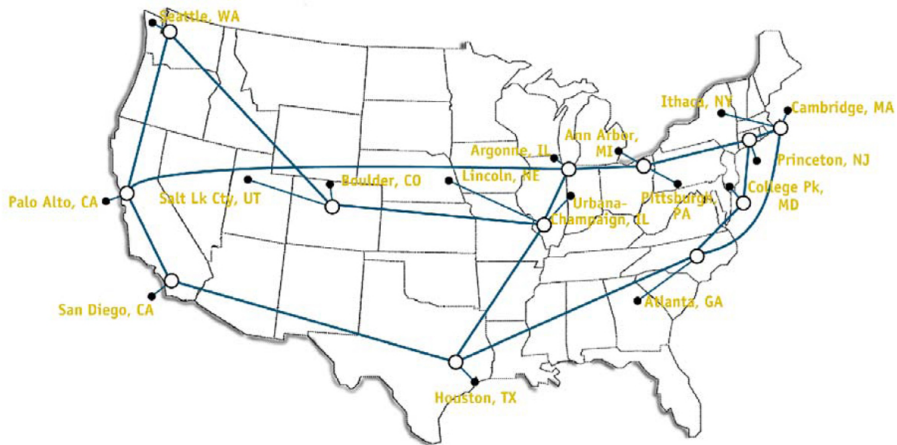 Seattle, WA
Ithaca, NY
Cambridge, MA
Ann Arbor,
MI
Argonne, IL
Princeton, NJ
Lincoln, NE
Boulder, CO
College Pk,
MD
Palo Alto, CA
Salt Lk Cty, UT
Pittsburgh,
PA
Urbana-
Champaign, IL
San Diego, CA
Atlanta, GA
Houston, TX